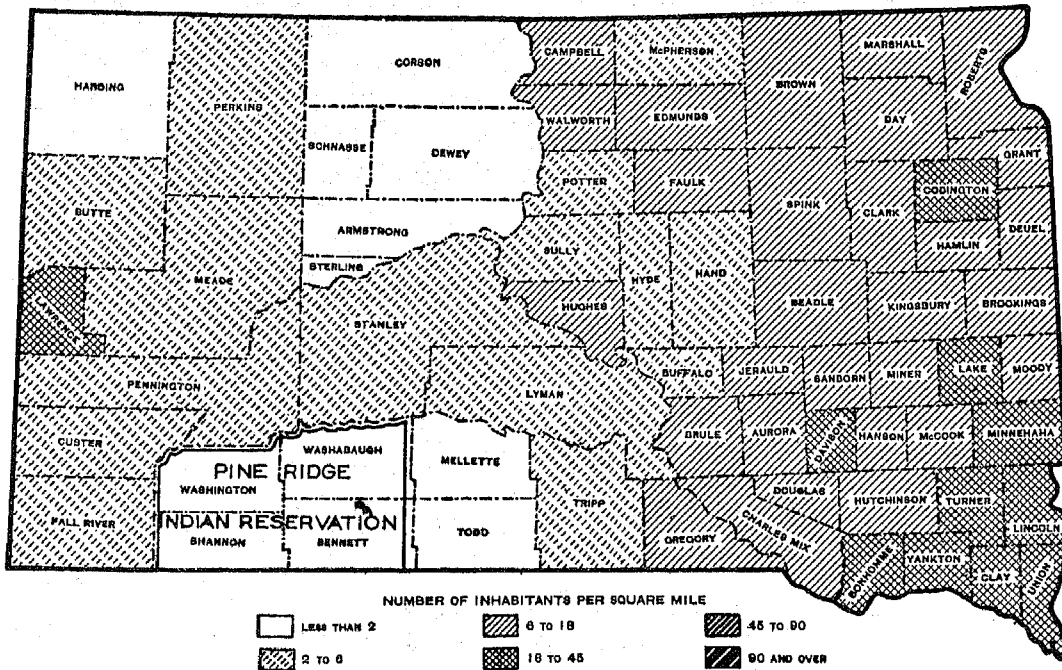 HARDING
PERKINS
CORSON
CAMPBELL
McPHERSON
BROWN
MARSHALL
ROBERTS
SCHNASSE
DEWEY
WALWORTH
EDMUNDS
DAY
GRANT
BUTTE
ARMSTRONG
POTTER
FAULK
SPINK
CLARK
CODINGTON
DEUEL
HAMLIN
MEADE
STERLING
SULLY
HYDE
HAND
STANLEY
HUGHES
BEADLE
KINGSBURY
BROOKINGS
PENNINGTON
LYMAN
BUFFALO
JERAULD
SANBORN
MINER
LAKE
MOODY
CUSTER
WASHABAUGH
MELLETTE
BRULE
AURORA
DAVISON
HANSON
McCOOK
MINNEHAHA
PINE RIDGE
WASHINGTON
FALL RIVER
INDIAN RESERVATION
SHANNON
BENNETT
TODD
TRIPP
GREGORY
DOUGLAS
CHARLES MIX
HUTCHINSON
TURNER
LINCOLN
BONHOMME
YANKTON
CLAY
UNION
NUMBER OF INHABITANTS PER SQUARE MILE
LESS THAN 2
6 TO 18
45 TO 90
2 TO 6
18 TO 45
90 AND OVER